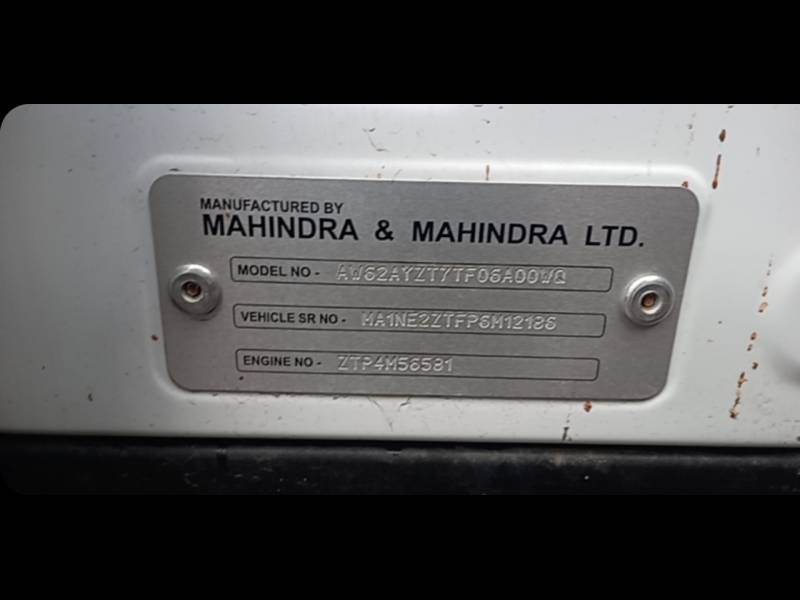 MANUFACTURED BY
MAHINDRA & MAHINDRA LTD.
MODEL NO - AW62AYZT7TF06A00WQ
VEHICLE SR NO - MA1NE2ZTFP6M12186
ENGINE NO - ZTP4M56581